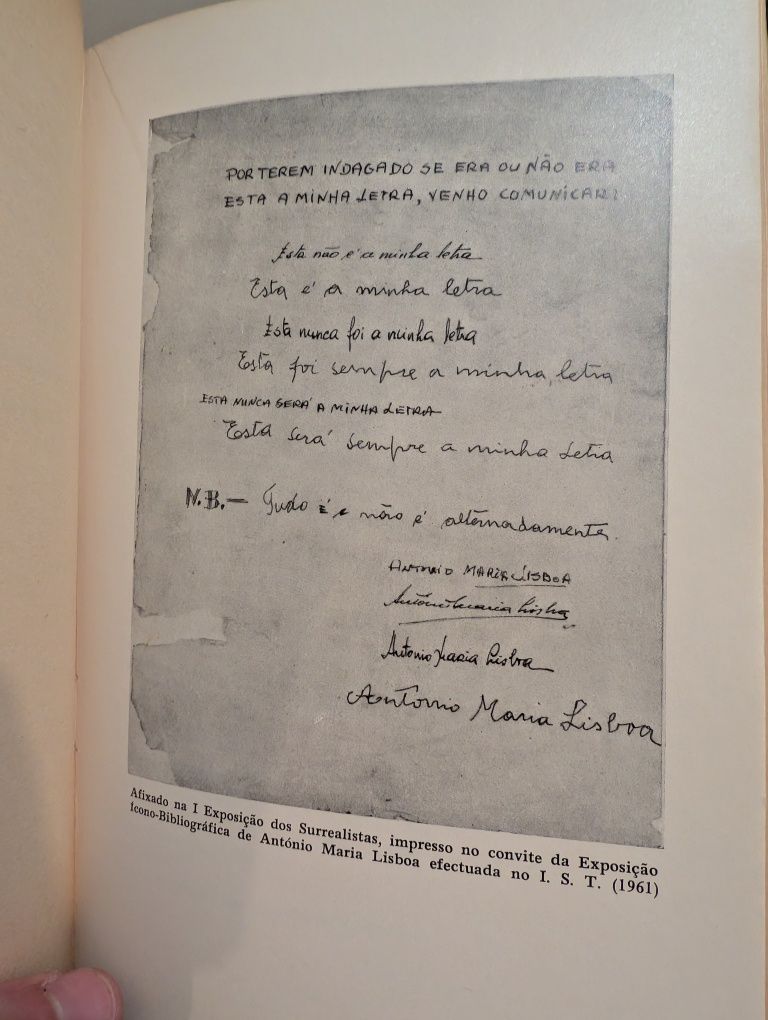 POR TEREM INDAGADO SE ERA OU NÃO ERA
ESTA A MINHA LETRA, VENHO COMUNICAR:
Esta não é a minha letra
Esta é a minha letra
Esta nunca foi a minha letra
Esta foi sempre a minha letra
ESTA NUNCA SERÁ A MINHA LETRA
Esta será sempre a minha letra
N.B.— Tudo é e não é alternadamente.
ANTONIO MARIA LISBOA
António Maria Lisboa
Antonio Maria Lisboa
António Maria Lisboa
Afixado na I Exposição dos Surrealistas, impresso no convite da Exposição
Ícono-Bibliográfica de António Maria Lisboa efectuada no I. S. T. (1961)